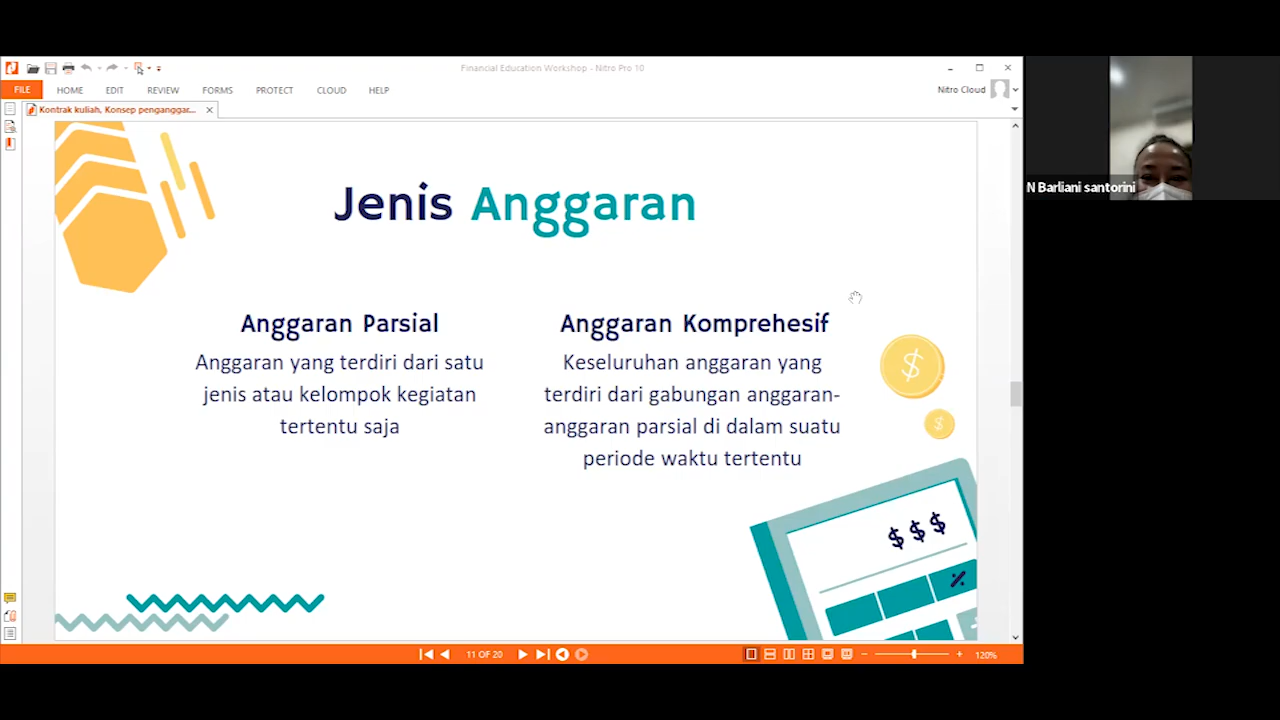 Financial Education Workshop - Nitro Pro 10
FILE HOME EDIT REVIEW FORMS PROTECT CLOUD HELP
Nitro Cloud
Kontrak kuliah, Konsep penganggar...
Jenis Anggaran
Anggaran Parsial
Anggaran yang terdiri dari satu
jenis atau kelompok kegiatan
tertentu saja
Anggaran Komprehesif
Keseluruhan anggaran yang
terdiri dari gabungan anggaran-
anggaran parsial di dalam suatu
periode waktu tertentu
$
$
$ $ $
%
11 OF 20
120%
N Barliani santorini